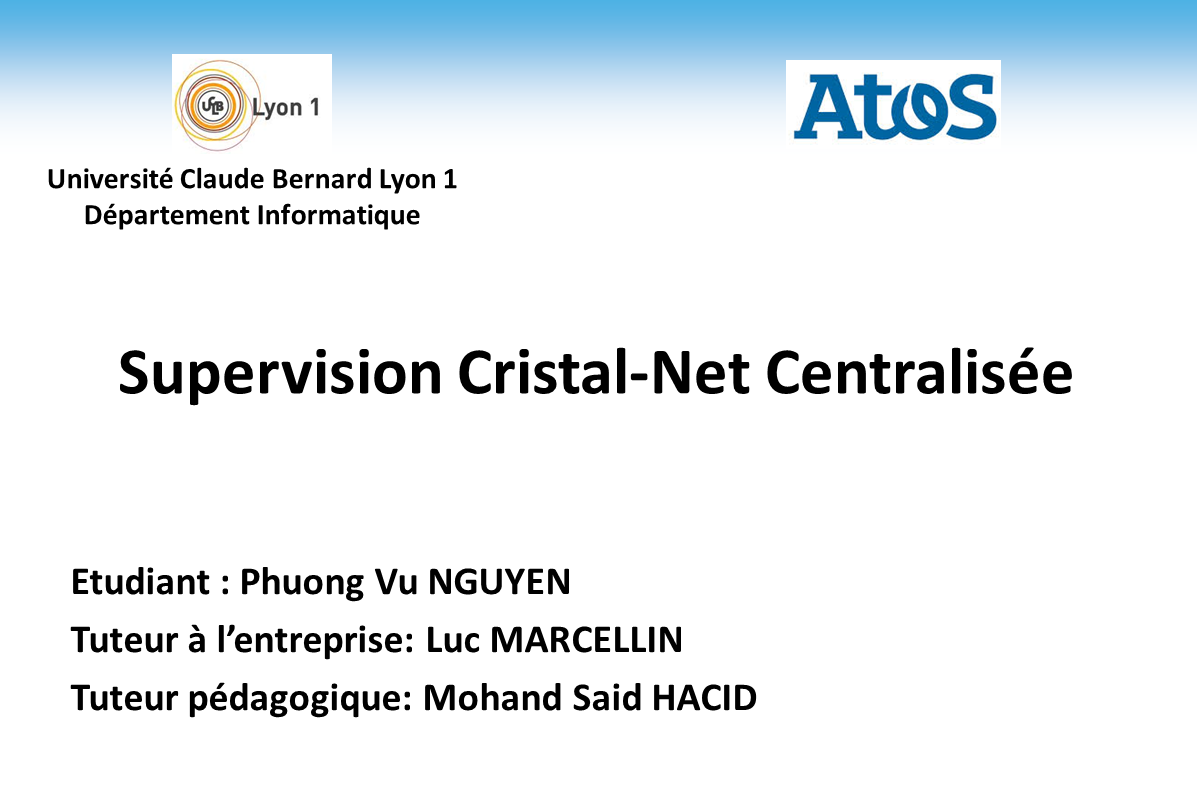 UCLB
Lyon 1
Atos
Université Claude Bernard Lyon 1
Département Informatique
Supervision Cristal-Net Centralisée
Etudiant : Phuong Vu NGUYEN
Tuteur à l’entreprise: Luc MARCELLIN
Tuteur pédagogique: Mohand Said HACID